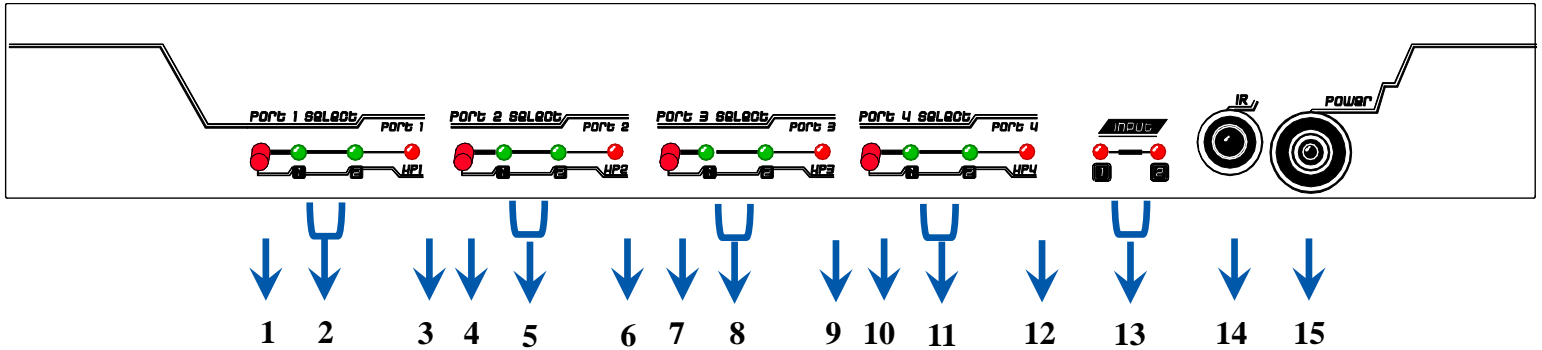 Port 1 Select
Port 1
1 2 HP1
Port 2 Select
Port 2
1 2 HP2
Port 3 Select
Port 3
1 2 HP3
Port 4 Select
Port 4
1 2 HP4
INPUT
1 2
IR
Power
1 2 3 4 5 6 7 8 9 10 11 12 13 14 15